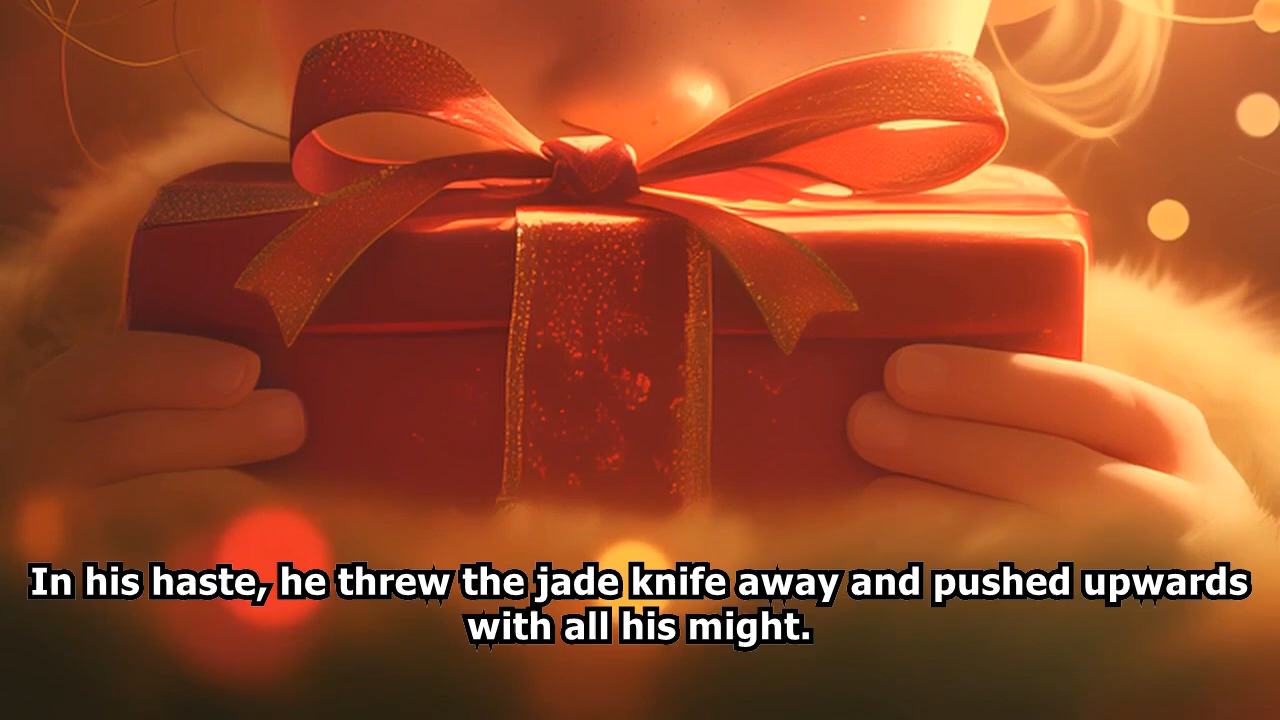 In his haste, he threw the jade knife away and pushed upwards
with all his might.